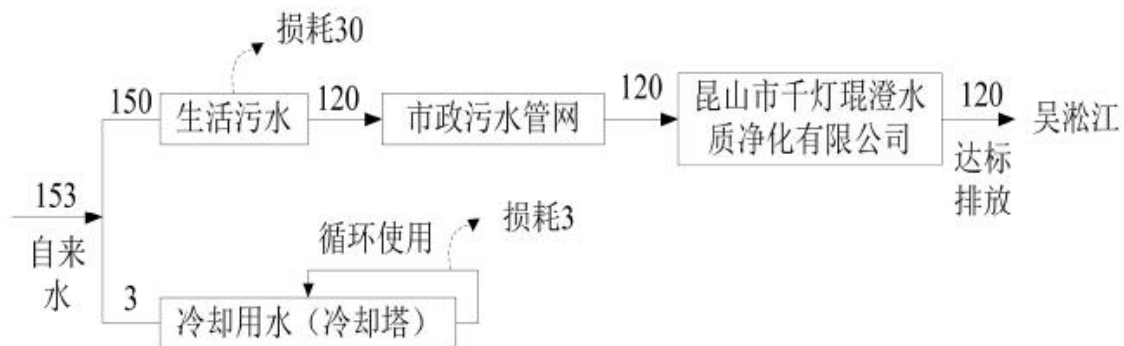 损耗30
150
生活污水
120
市政污水管网
120
昆山市千灯琨澄水
质净化有限公司
120
吴淞江
达标
排放
153
自来
水
损耗3
循环使用
3
冷却用水（冷却塔）